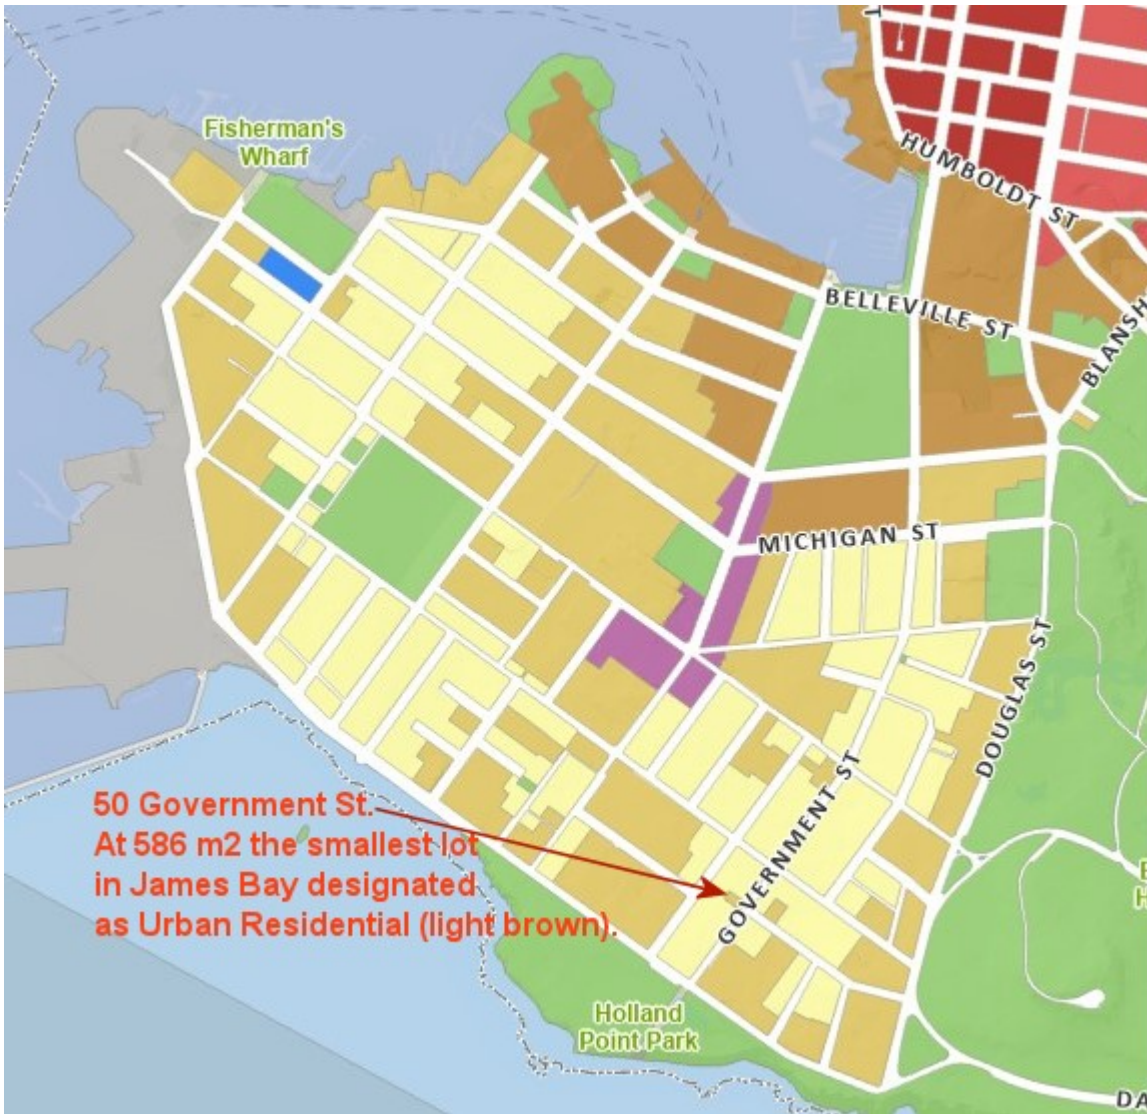 Fisherman's
Wharf
HUMBOLDT ST
BELLEVILLE ST
BLANSH
MICHIGAN ST
DOUGLAS ST
GOVERNMENT ST
50 Government St.
At 586 m2 the smallest lot
in James Bay designated
as Urban Residential (light brown).
Holland
Point Park
DA